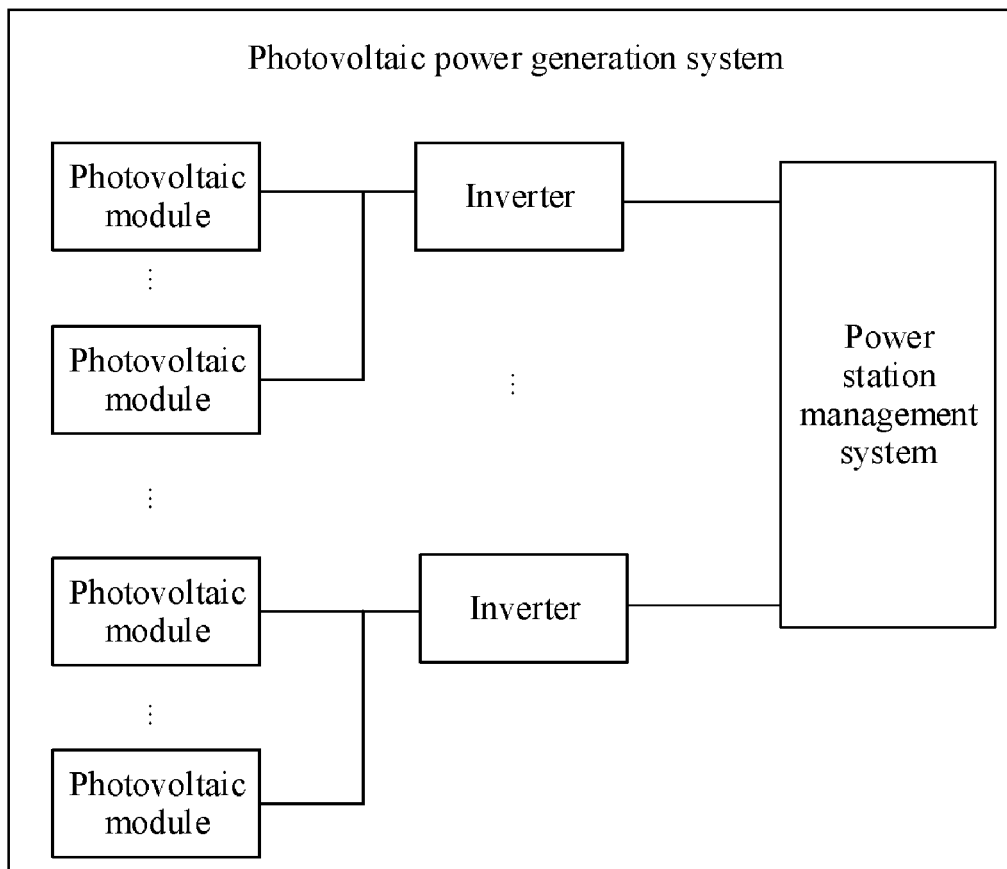 Photovoltaic power generation system
Photovoltaic
module
Inverter
Photovoltaic
module
Power
station
management
system
Photovoltaic
module
Inverter
Photovoltaic
module